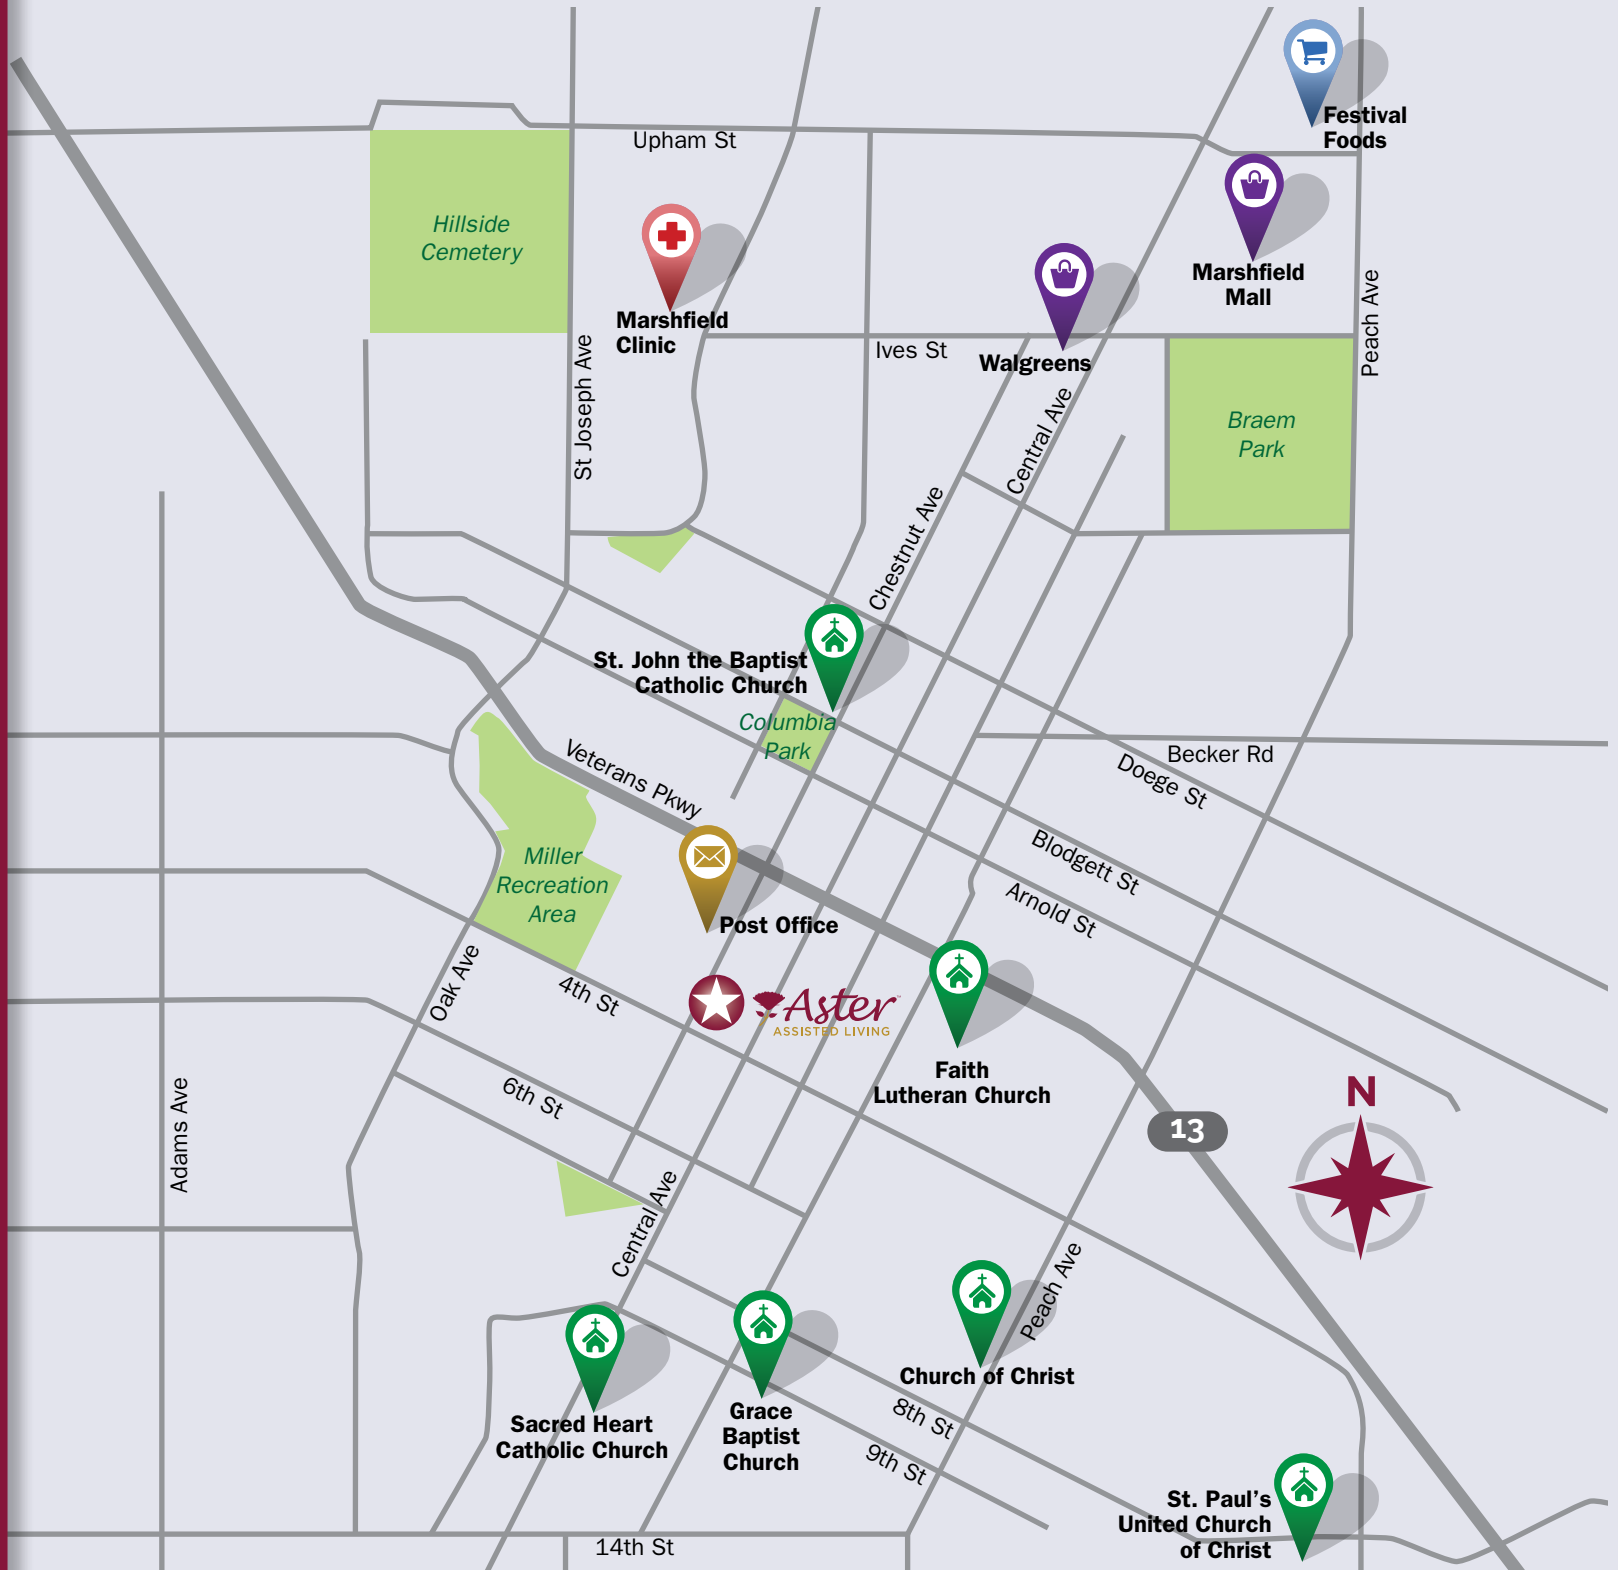 Festival
Foods
Upham St
Hillside
Cemetery
Marshfield
Mall
Peach Ave
Marshfield
Clinic
Ives St
Walgreens
St Joseph Ave
Central Ave
Braem
Park
Chestnut Ave
St. John the Baptist
Catholic Church
Columbia
Park
Veterans Pkwy
Becker Rd
Doege St
Blodgett St
Arnold St
Miller
Recreation
Area
Post Office
Oak Ave
4th St
Aster™
ASSISTED LIVING
Faith
Lutheran Church
6th St
Adams Ave
13
N
Central Ave
Peach Ave
Church of Christ
8th St
9th St
Sacred Heart
Catholic Church
Grace
Baptist
Church
St. Paul’s
United Church
of Christ
14th St